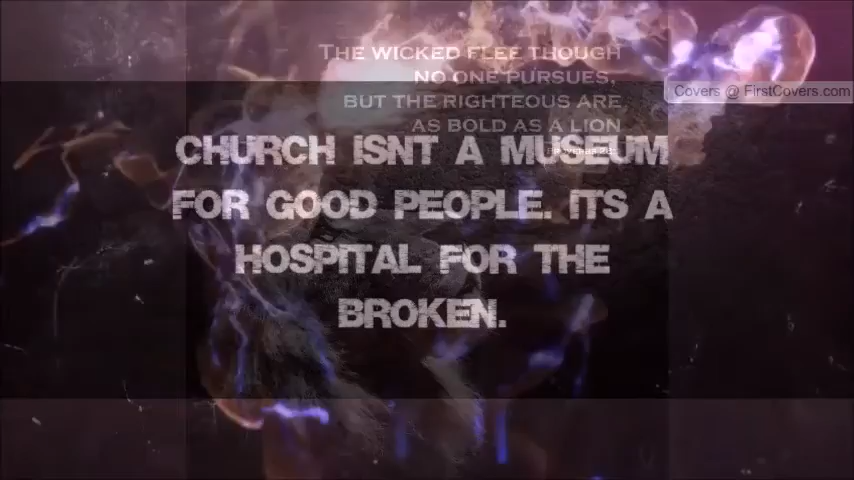 THE WICKED FLEE THOUGH
NO ONE PURSUES,
BUT THE RIGHTEOUS ARE
AS BOLD AS A LION
Covers @ FirstCovers.com
CHURCH ISNT A MUSEUM
FOR GOOD PEOPLE. ITS A
HOSPITAL FOR THE
BROKEN.